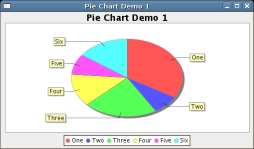 Pie Chart Demo 1
Pie Chart Demo 1
Six
One
Five
Four
Two
Three
One Two Three Four Five Six